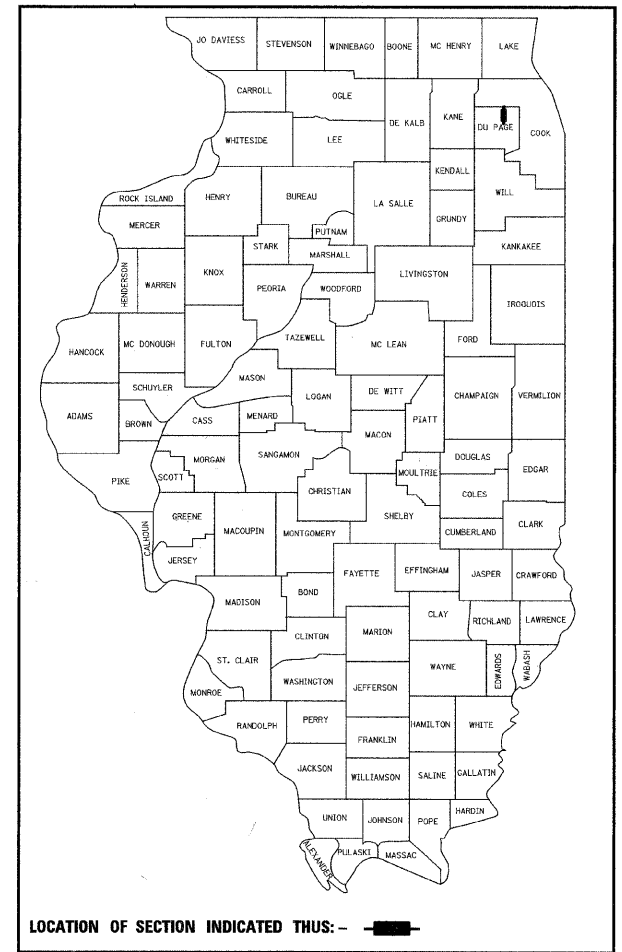 JO DAVIESS STEVENSON WINNEBAGO BOONE MC HENRY LAKE
CARROLL OGLE DE KALB KANE DU PAGE COOK
WHITESIDE LEE
KENDALL WILL
ROCK ISLAND HENRY BUREAU LA SALLE GRUNDY
MERCER PUTNAM
STARK MARSHALL KANKAKEE
HENDERSON WARREN KNOX PEORIA WOODFORD LIVINGSTON IROQUOIS
HANCOCK MC DONOUGH FULTON TAZEWELL MC LEAN FORD
SCHUYLER MASON LOGAN DE WITT CHAMPAIGN VERMILION
ADAMS BROWN CASS MENARD PIATT
MACON
MORGAN SANGAMON DOUGLAS EDGAR
PIKE SCOTT CHRISTIAN MOULTRIE COLES
GREENE MACOUPIN SHELBY CLARK
CALHOUN MONTGOMERY CUMBERLAND
JERSEY FAYETTE EFFINGHAM JASPER CRAWFORD
MADISON BOND
CLAY RICHLAND LAWRENCE
CLINTON MARION
ST. CLAIR WAYNE EDWARDS WABASH
WASHINGTON JEFFERSON
MONROE
RANDOLPH PERRY HAMILTON WHITE
FRANKLIN
JACKSON WILLIAMSON SALINE GALLATIN
UNION JOHNSON POPE HARDIN
ALEXANDER PULASKI MASSAC
LOCATION OF SECTION INDICATED THUS: –